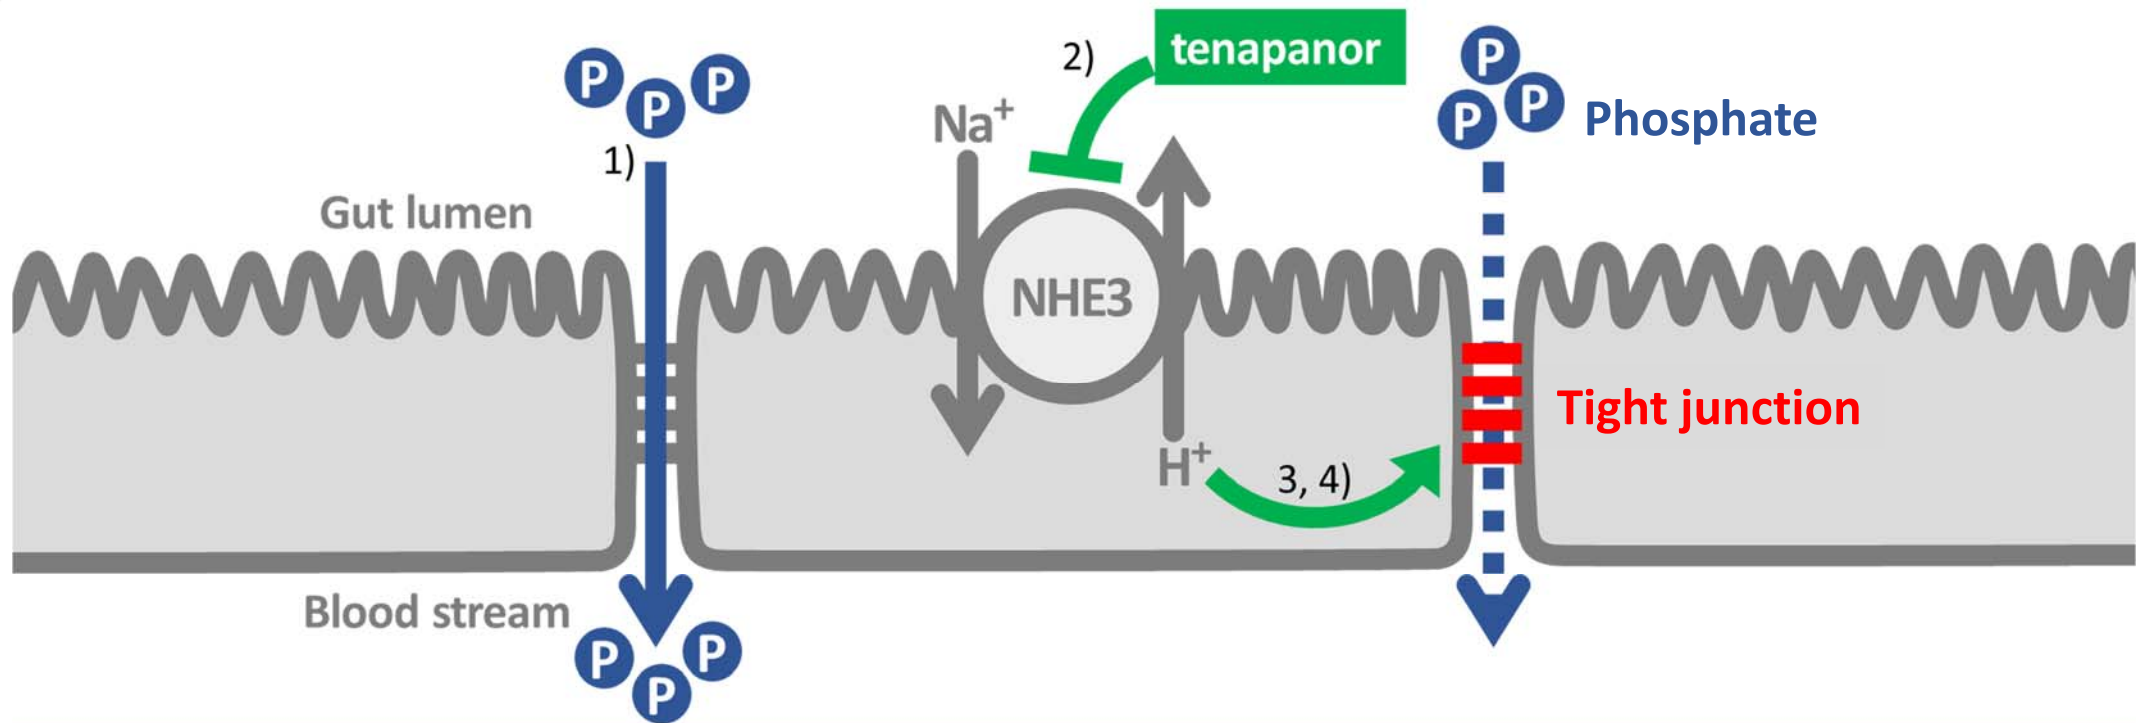 P P P
1)
Gut lumen
Na⁺
2)
tenapanor
NHE3
H⁺
3, 4)
P
P P
Phosphate
Tight junction
Blood stream
P P P